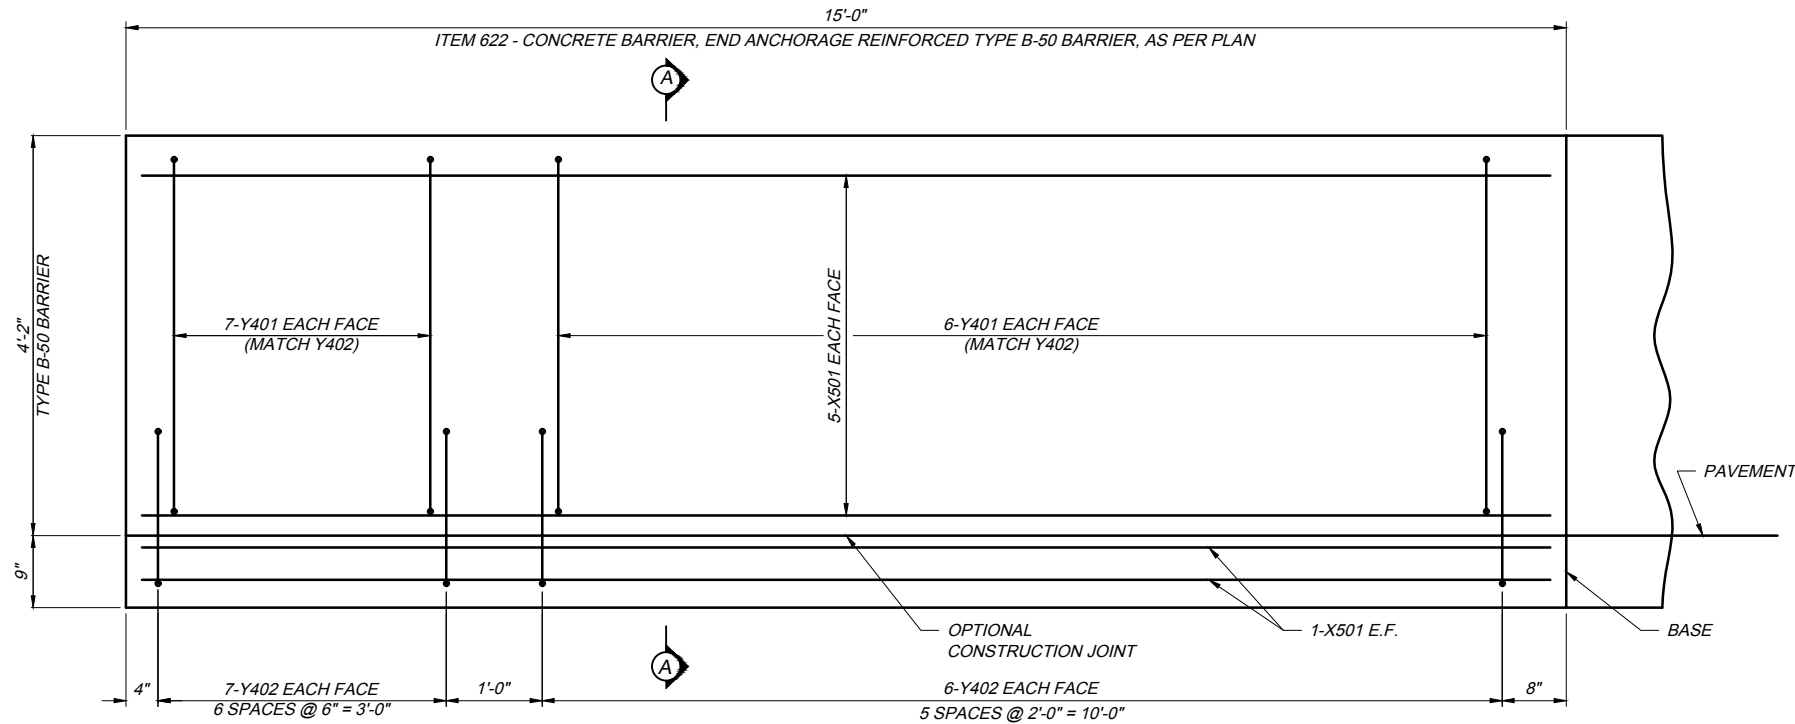 15'-0"
ITEM 622 - CONCRETE BARRIER, END ANCHORAGE REINFORCED TYPE B-50 BARRIER, AS PER PLAN
A
4'-2"
TYPE B-50 BARRIER
7-Y401 EACH FACE
(MATCH Y402)
5-X501 EACH FACE
6-Y401 EACH FACE
(MATCH Y402)
PAVEMENT
9"
OPTIONAL
CONSTRUCTION JOINT
1-X501 E.F.
BASE
A
4"
7-Y402 EACH FACE
6 SPACES @ 6" = 3'-0"
1'-0"
6-Y402 EACH FACE
5 SPACES @ 2'-0" = 10'-0"
8"